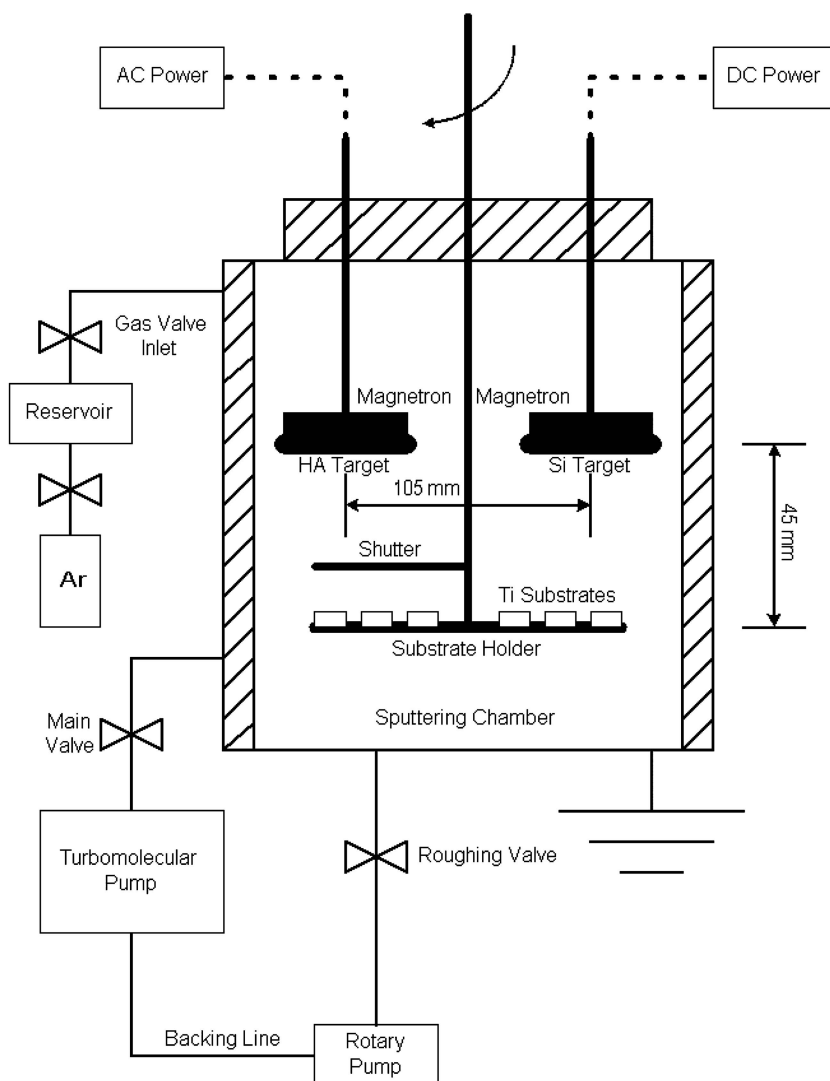 AC Power
DC Power
Gas Valve
Inlet
Reservoir
Ar
Magnetron
Magnetron
HA Target
Si Target
105 mm
45 mm
Shutter
Ti Substrates
Substrate Holder
Sputtering Chamber
Main
Valve
Turbomolecular
Pump
Roughing Valve
Backing Line
Rotary
Pump